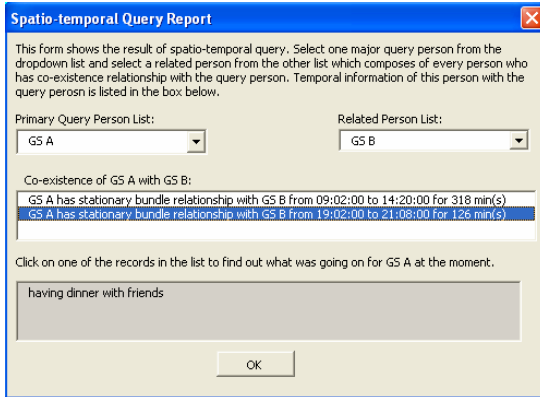 Spatio-temporal Query Report
This form shows the result of spatio-temporal query. Select one major query person from the
dropdown list and select a related person from the other list which composes of every person who
has co-existence relationship with the query person. Temporal information of this person with the
query perosn is listed in the box below.
Primary Query Person List:
Related Person List:
GS A
GS B
Co-existence of GS A with GS B:
GS A has stationary bundle relationship with GS B from 09:02:00 to 14:20:00 for 318 min(s)
GS A has stationary bundle relationship with GS B from 19:02:00 to 21:08:00 for 126 min(s)
Click on one of the records in the list to find out what was going on for GS A at the moment.
having dinner with friends
OK